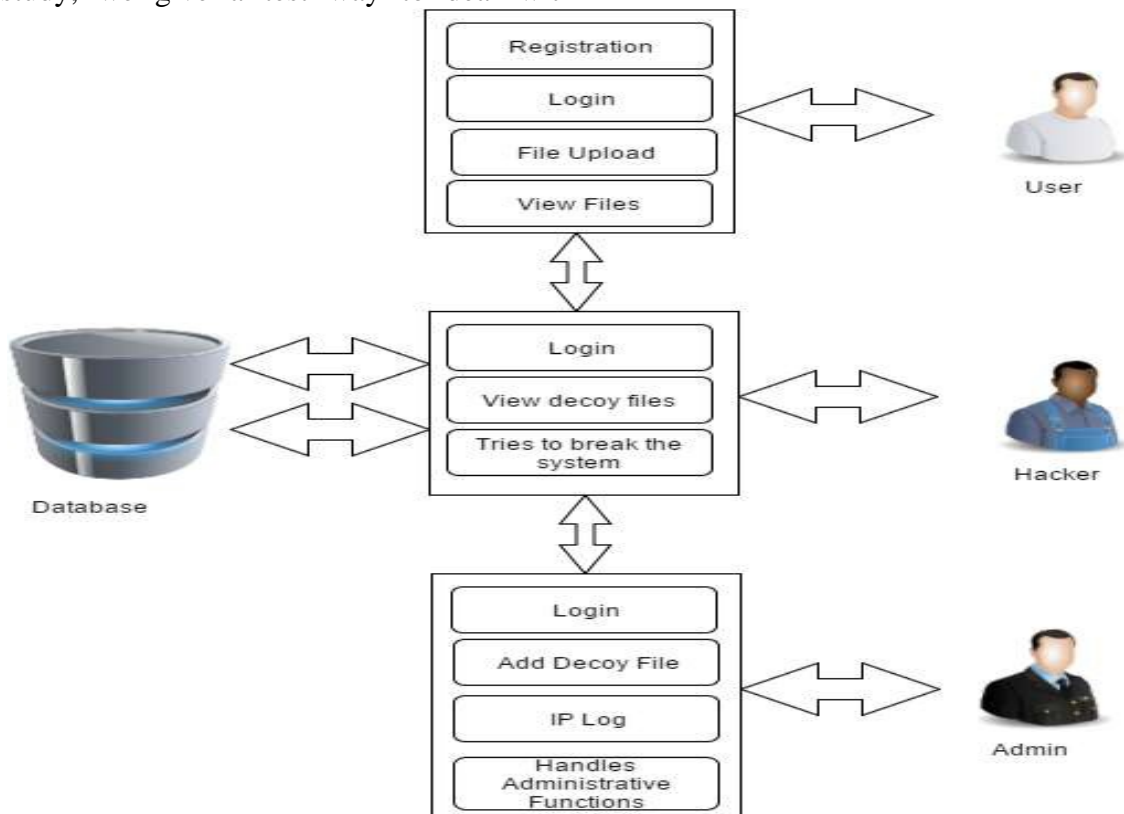 Registration
Login
File Upload
View Files
User
Login
View decoy files
Tries to break the
system
Hacker
Database
Login
Add Decoy File
IP Log
Handles
Administrative
Functions
Admin